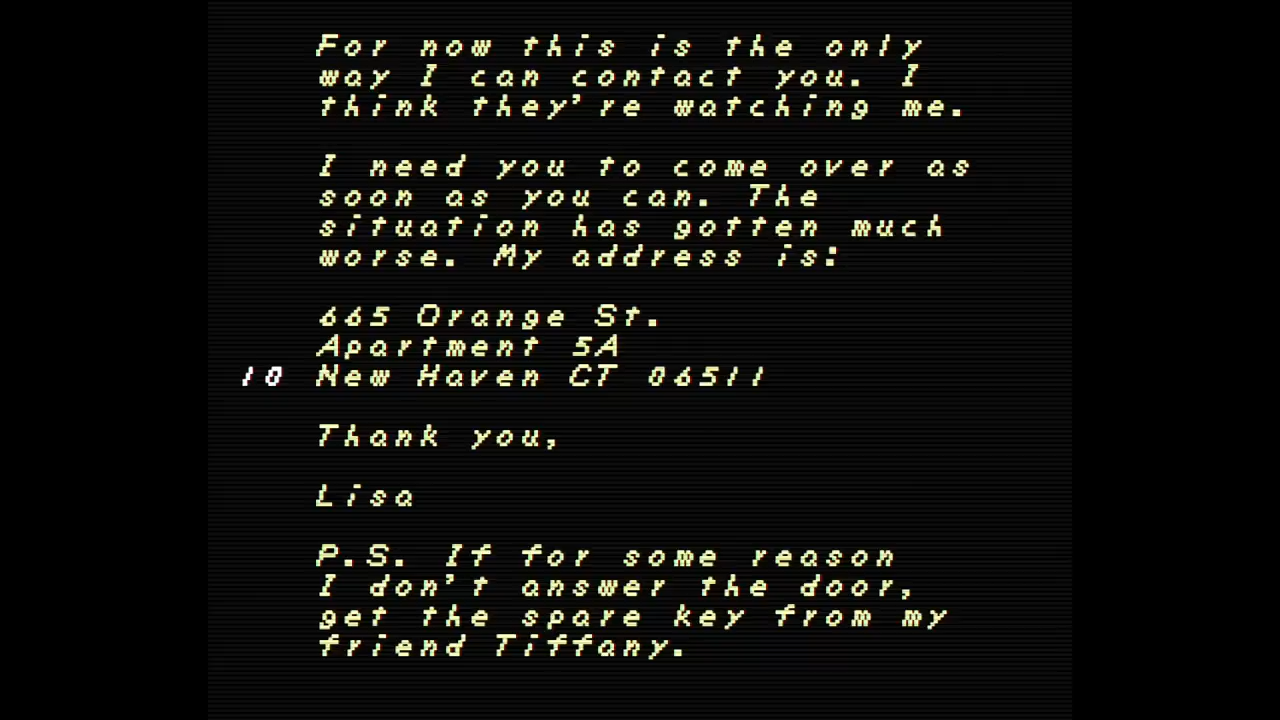 For now this is the only
way I can contact you. I
think they're watching me.
I need you to come over as
soon as you can. The
situation has gotten much
worse. My address is:
665 Orange St.
Apartment 5A
10 New Haven CT 06511
Thank you,
Lisa
P.S. If for some reason
I don't answer the door,
get the spare key from my
friend Tiffany.